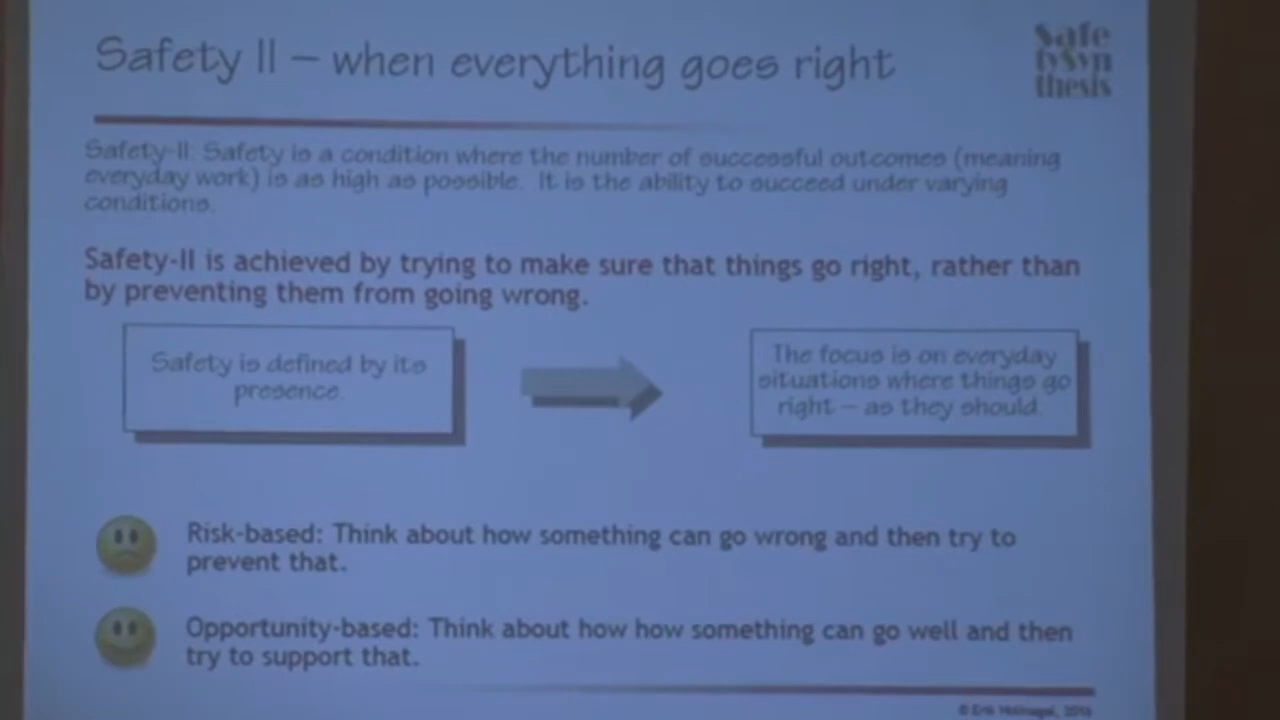 Safety II – when everything goes right
Safe
tySyn
thesis
Safety-II: Safety is a condition where the number of successful outcomes (meaning
everyday work) is as high as possible. It is the ability to succeed under varying
conditions.
Safety-II is achieved by trying to make sure that things go right, rather than
by preventing them from going wrong.
Safety is defined by its
presence.
The focus is on everyday
situations where things go
right – as they should.
Risk-based: Think about how something can go wrong and then try to
prevent that.
Opportunity-based: Think about how how something can go well and then
try to support that.
© Erik Hollnagel,